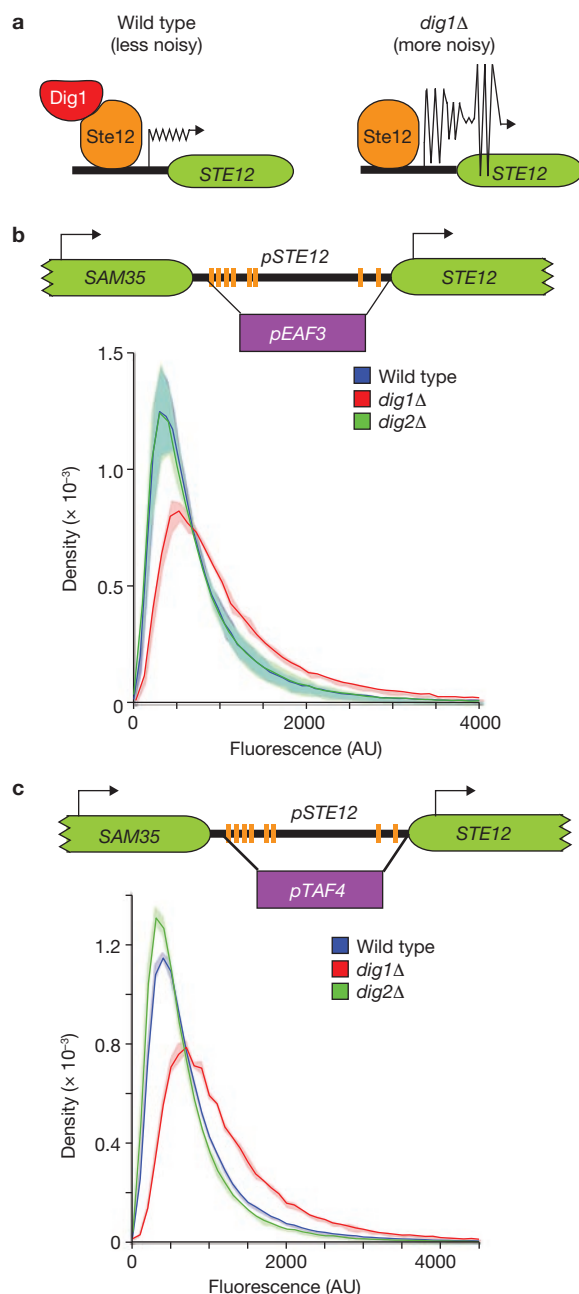 a
Wild type
(less noisy)
dig1Δ
(more noisy)
Dig1
Ste12
STE12
Ste12
STE12
b
SAM35
pSTE12
STE12
pEAF3
Wild type
dig1Δ
dig2Δ
1.5
1.0
0.5
0
Density (× 10⁻³)
0
2000
4000
Fluorescence (AU)
c
SAM35
pSTE12
STE12
pTAF4
Wild type
dig1Δ
dig2Δ
1.2
0.8
0.4
0
Density (× 10⁻³)
0
2000
4000
Fluorescence (AU)